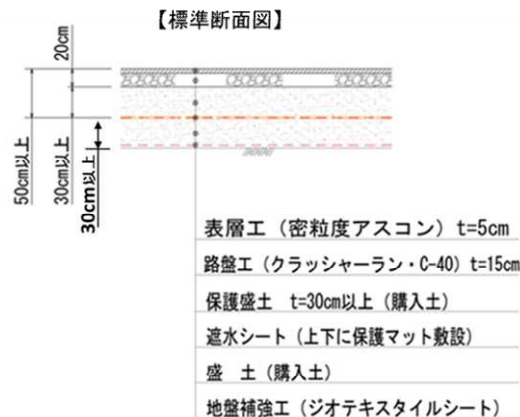 【標準断面図】
20cm
50cm以上
30cm以上
30cm以上
表層工（密粒度アスコン）t=5cm
路盤工（クラッシャーラン・C-40）t=15cm
保護盛土 t=30cm以上（購入土）
遮水シート（上下に保護マット敷設）
盛 土（購入土）
地盤補強工（ジオテキスタイルシート）